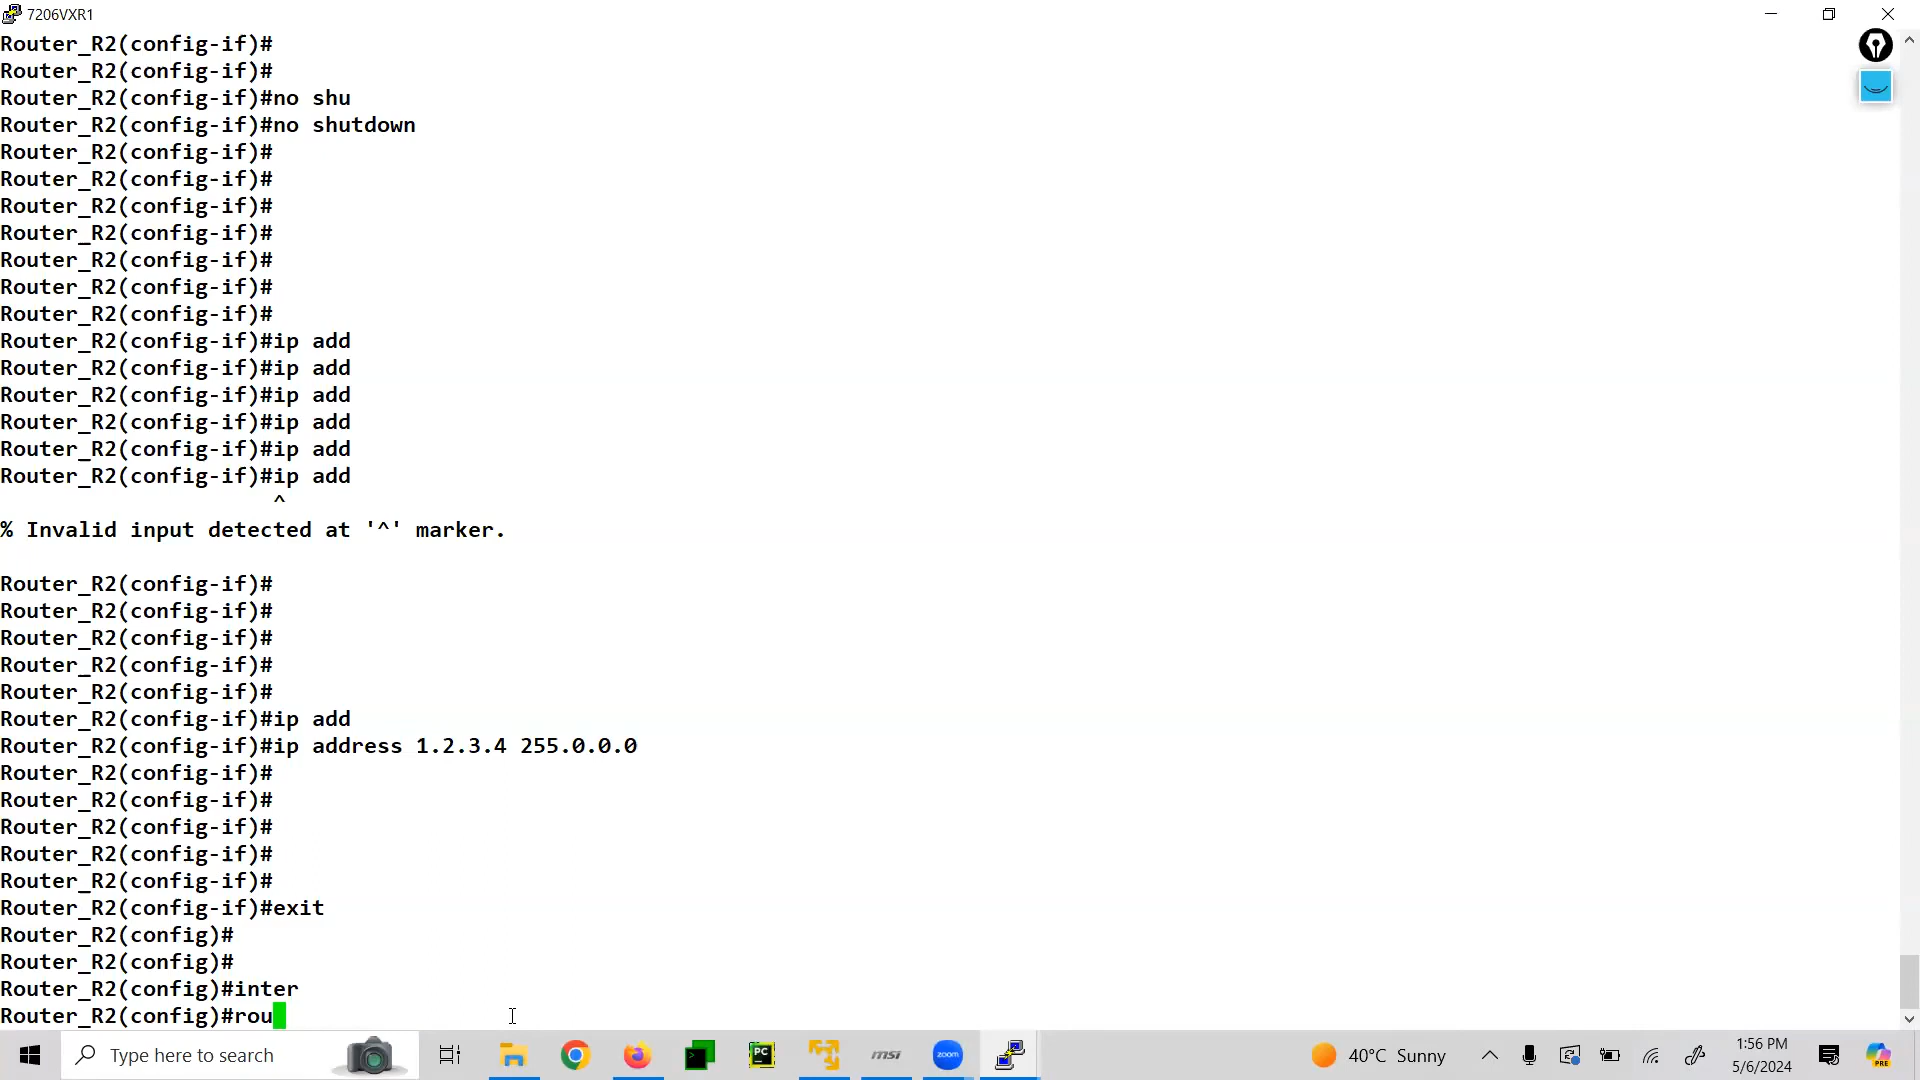 7206VXR1
Router_R2(config-if)#
Router_R2(config-if)#
Router_R2(config-if)#no shu
Router_R2(config-if)#no shutdown
Router_R2(config-if)#
Router_R2(config-if)#
Router_R2(config-if)#
Router_R2(config-if)#
Router_R2(config-if)#
Router_R2(config-if)#
Router_R2(config-if)#
Router_R2(config-if)#ip add
Router_R2(config-if)#ip add
Router_R2(config-if)#ip add
Router_R2(config-if)#ip add
Router_R2(config-if)#ip add
Router_R2(config-if)#ip add
^
% Invalid input detected at '^' marker.
Router_R2(config-if)#
Router_R2(config-if)#
Router_R2(config-if)#
Router_R2(config-if)#
Router_R2(config-if)#
Router_R2(config-if)#ip add
Router_R2(config-if)#ip address 1.2.3.4 255.0.0.0
Router_R2(config-if)#
Router_R2(config-if)#
Router_R2(config-if)#
Router_R2(config-if)#
Router_R2(config-if)#
Router_R2(config-if)#exit
Router_R2(config)#
Router_R2(config)#
Router_R2(config)#inter
Router_R2(config)#rou
Type here to search
PC
msi
zoom
40°C Sunny
1:56 PM
5/6/2024
PRE